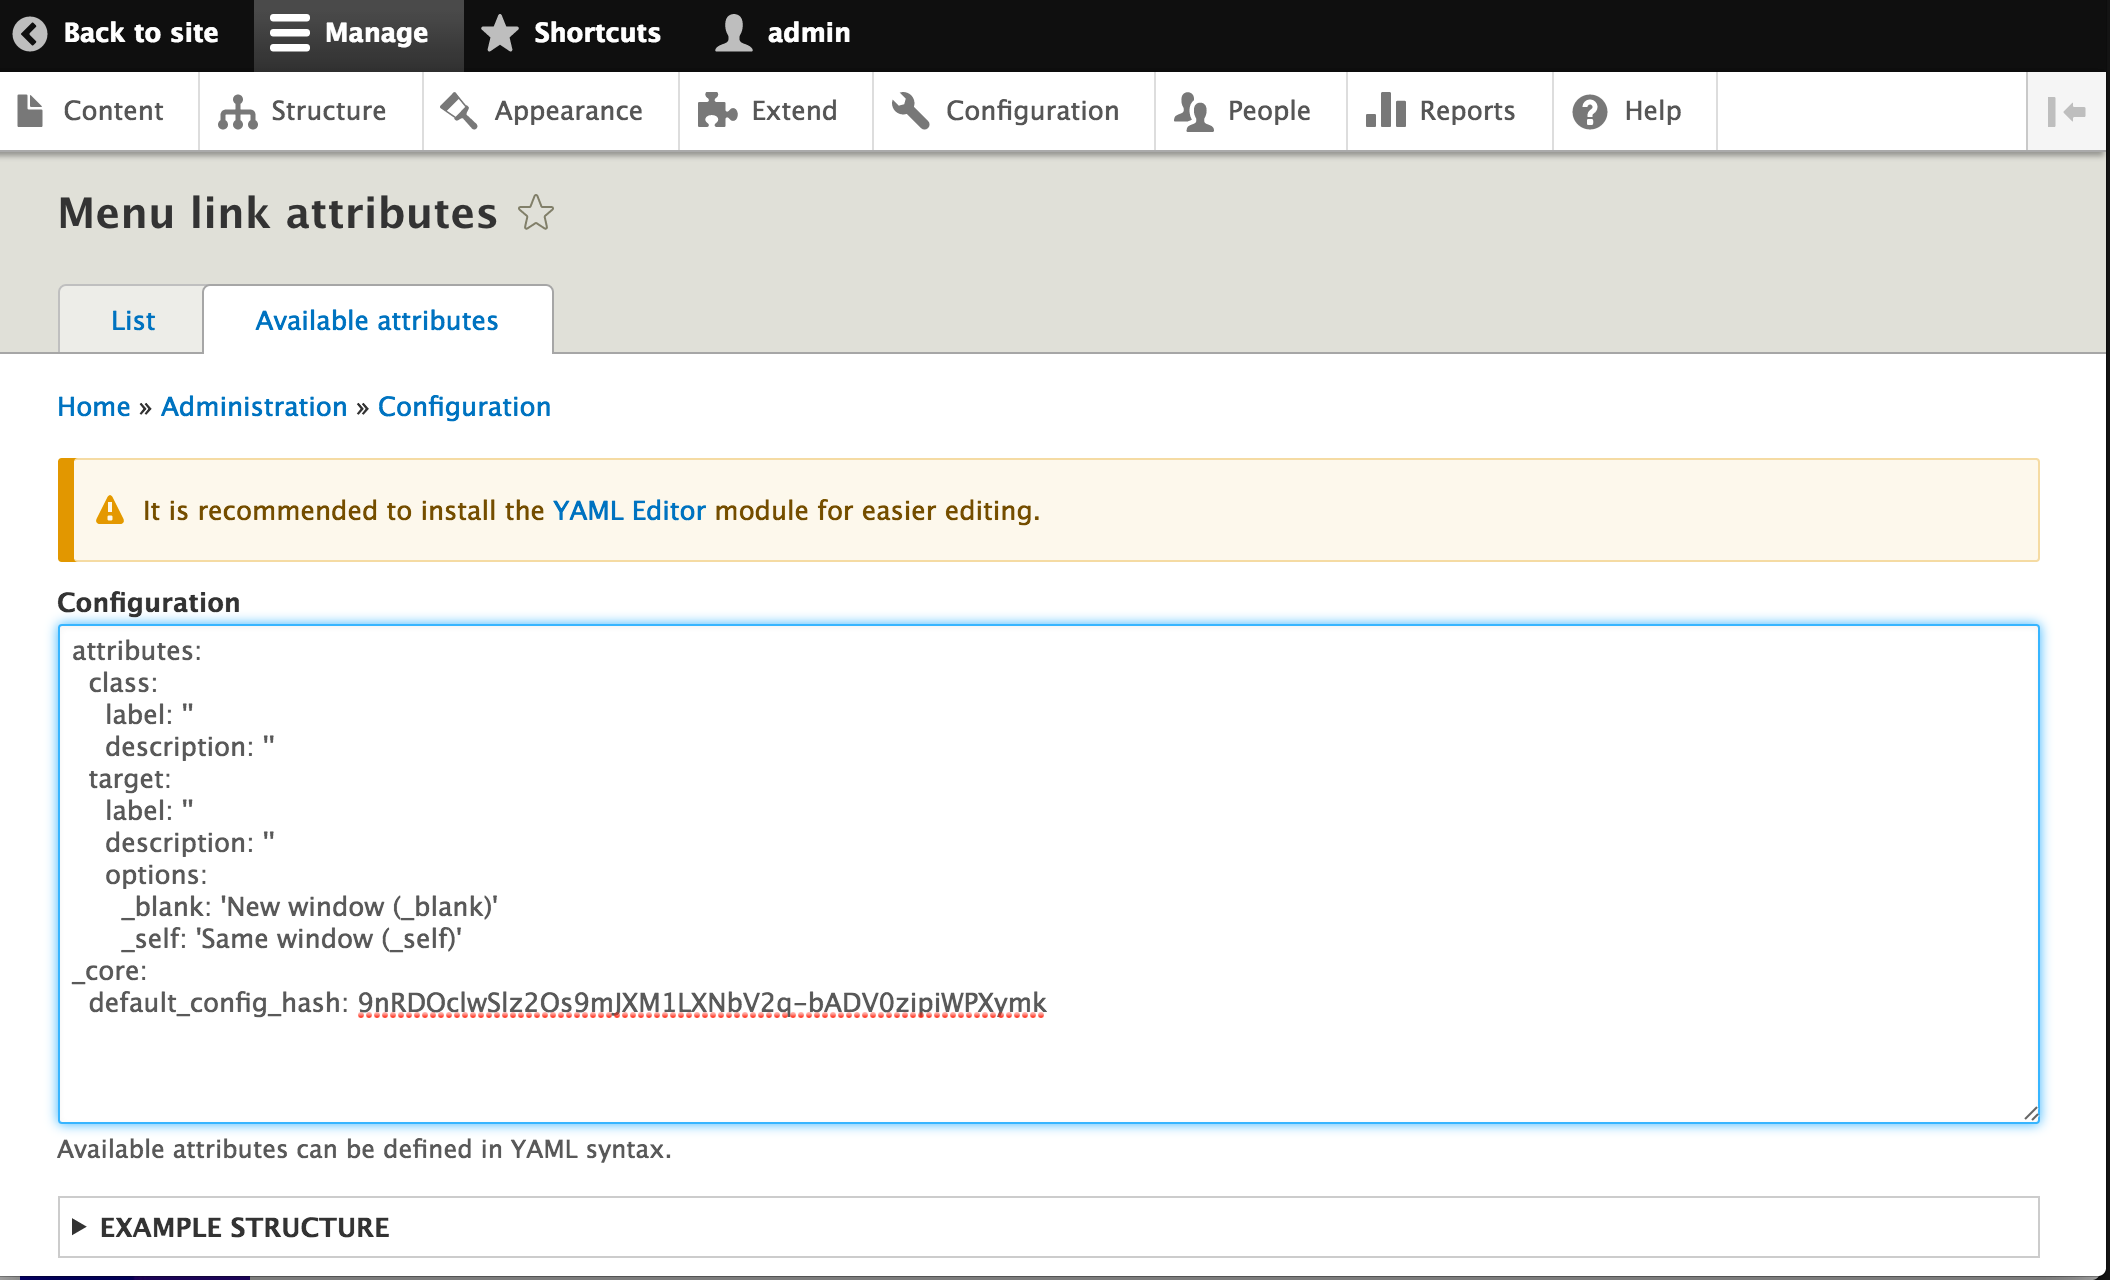 Back to site Manage Shortcuts admin
Content Structure Appearance Extend Configuration People Reports Help
Menu link attributes
List Available attributes
Home » Administration » Configuration
It is recommended to install the YAML Editor module for easier editing.
Configuration
attributes:
  class:
    label: ''
    description: ''
  target:
    label: ''
    description: ''
    options:
      _blank: 'New window (_blank)'
      _self: 'Same window (_self)'
_core:
  default_config_hash: 9nRDOclwSlz2Os9mJXM1LXNbV2q-bADV0zipiWPXymk
Available attributes can be defined in YAML syntax.
EXAMPLE STRUCTURE